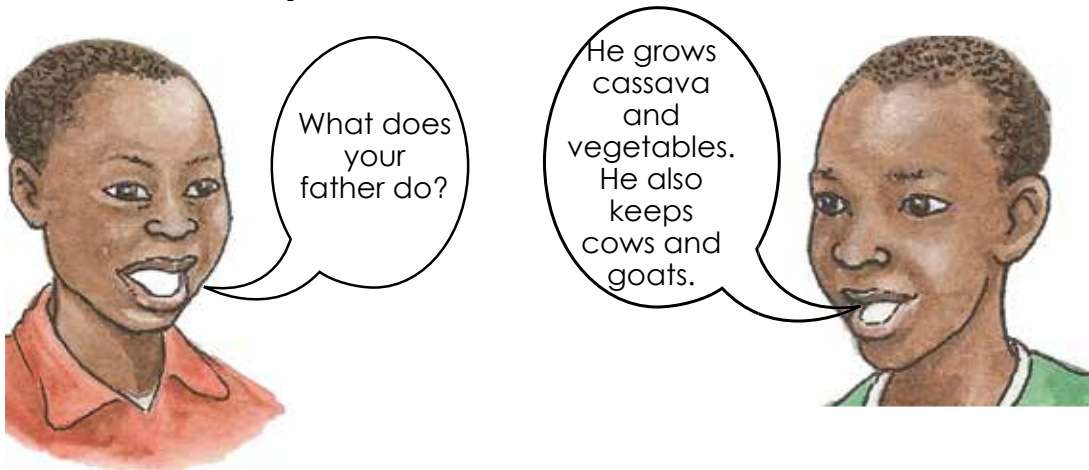 What does
your
father do?
He grows
cassava
and
vegetables.
He also
keeps
cows and
goats.